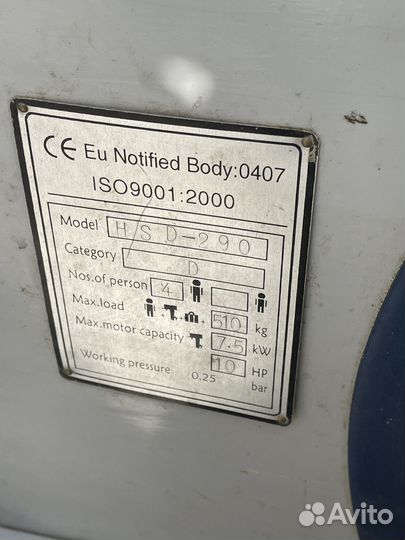 CE Eu Notified Body:0407
ISO9001:2000
Model HSD-290
Category D
Nos.of person 4
Max.load 510 kg
Max.motor capacity 7.5 kW
10 HP
Working pressure 0.25 bar
Avito